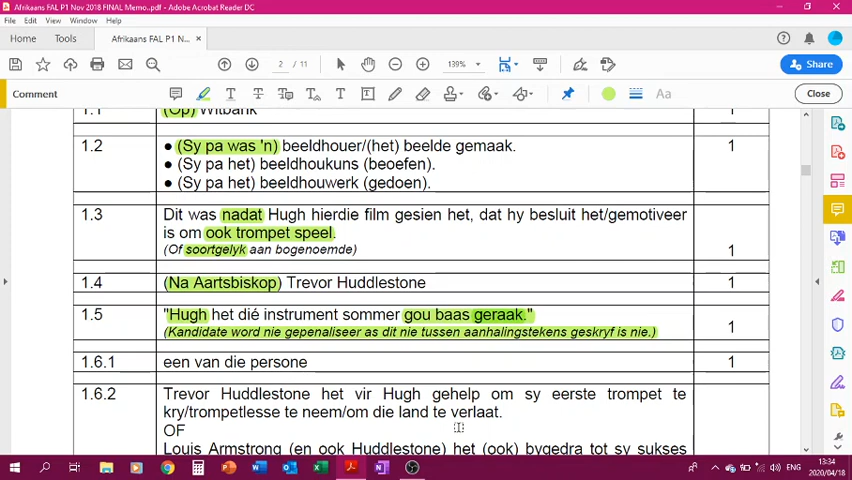 Afrikaans FAL P1 Nov 2018 FINAL Memo..pdf - Adobe Acrobat Reader DC
File Edit View Window Help
Home Tools Afrikaans FAL P1 N... ×
2 / 11 139% Share
Comment Aa Close
1.1 (Op) Witbank 1
1.2 ● (Sy pa was 'n) beeldhouer/(het) beelde gemaak. 1
● (Sy pa het) beeldhoukuns (beoefen).
● (Sy pa het) beeldhouwerk (gedoen).
1.3 Dit was nadat Hugh hierdie film gesien het, dat hy besluit het/gemotiveer
is om ook trompet speel.
(Of soortgelyk aan bogenoemde) 1
1.4 (Na Aartsbiskop) Trevor Huddlestone 1
1.5 "Hugh het dié instrument sommer gou baas geraak."
(Kandidate word nie gepenaliseer as dit nie tussen aanhalingstekens geskryf is nie.) 1
1.6.1 een van die persone 1
1.6.2 Trevor Huddlestone het vir Hugh gehelp om sy eerste trompet te
kry/trompetlesse te neem/om die land te verlaat.
OF
Louis Armstrong (en ook Huddlestone) het (ook) bygedra tot sy sukses
ENG 13:34
2020/04/18